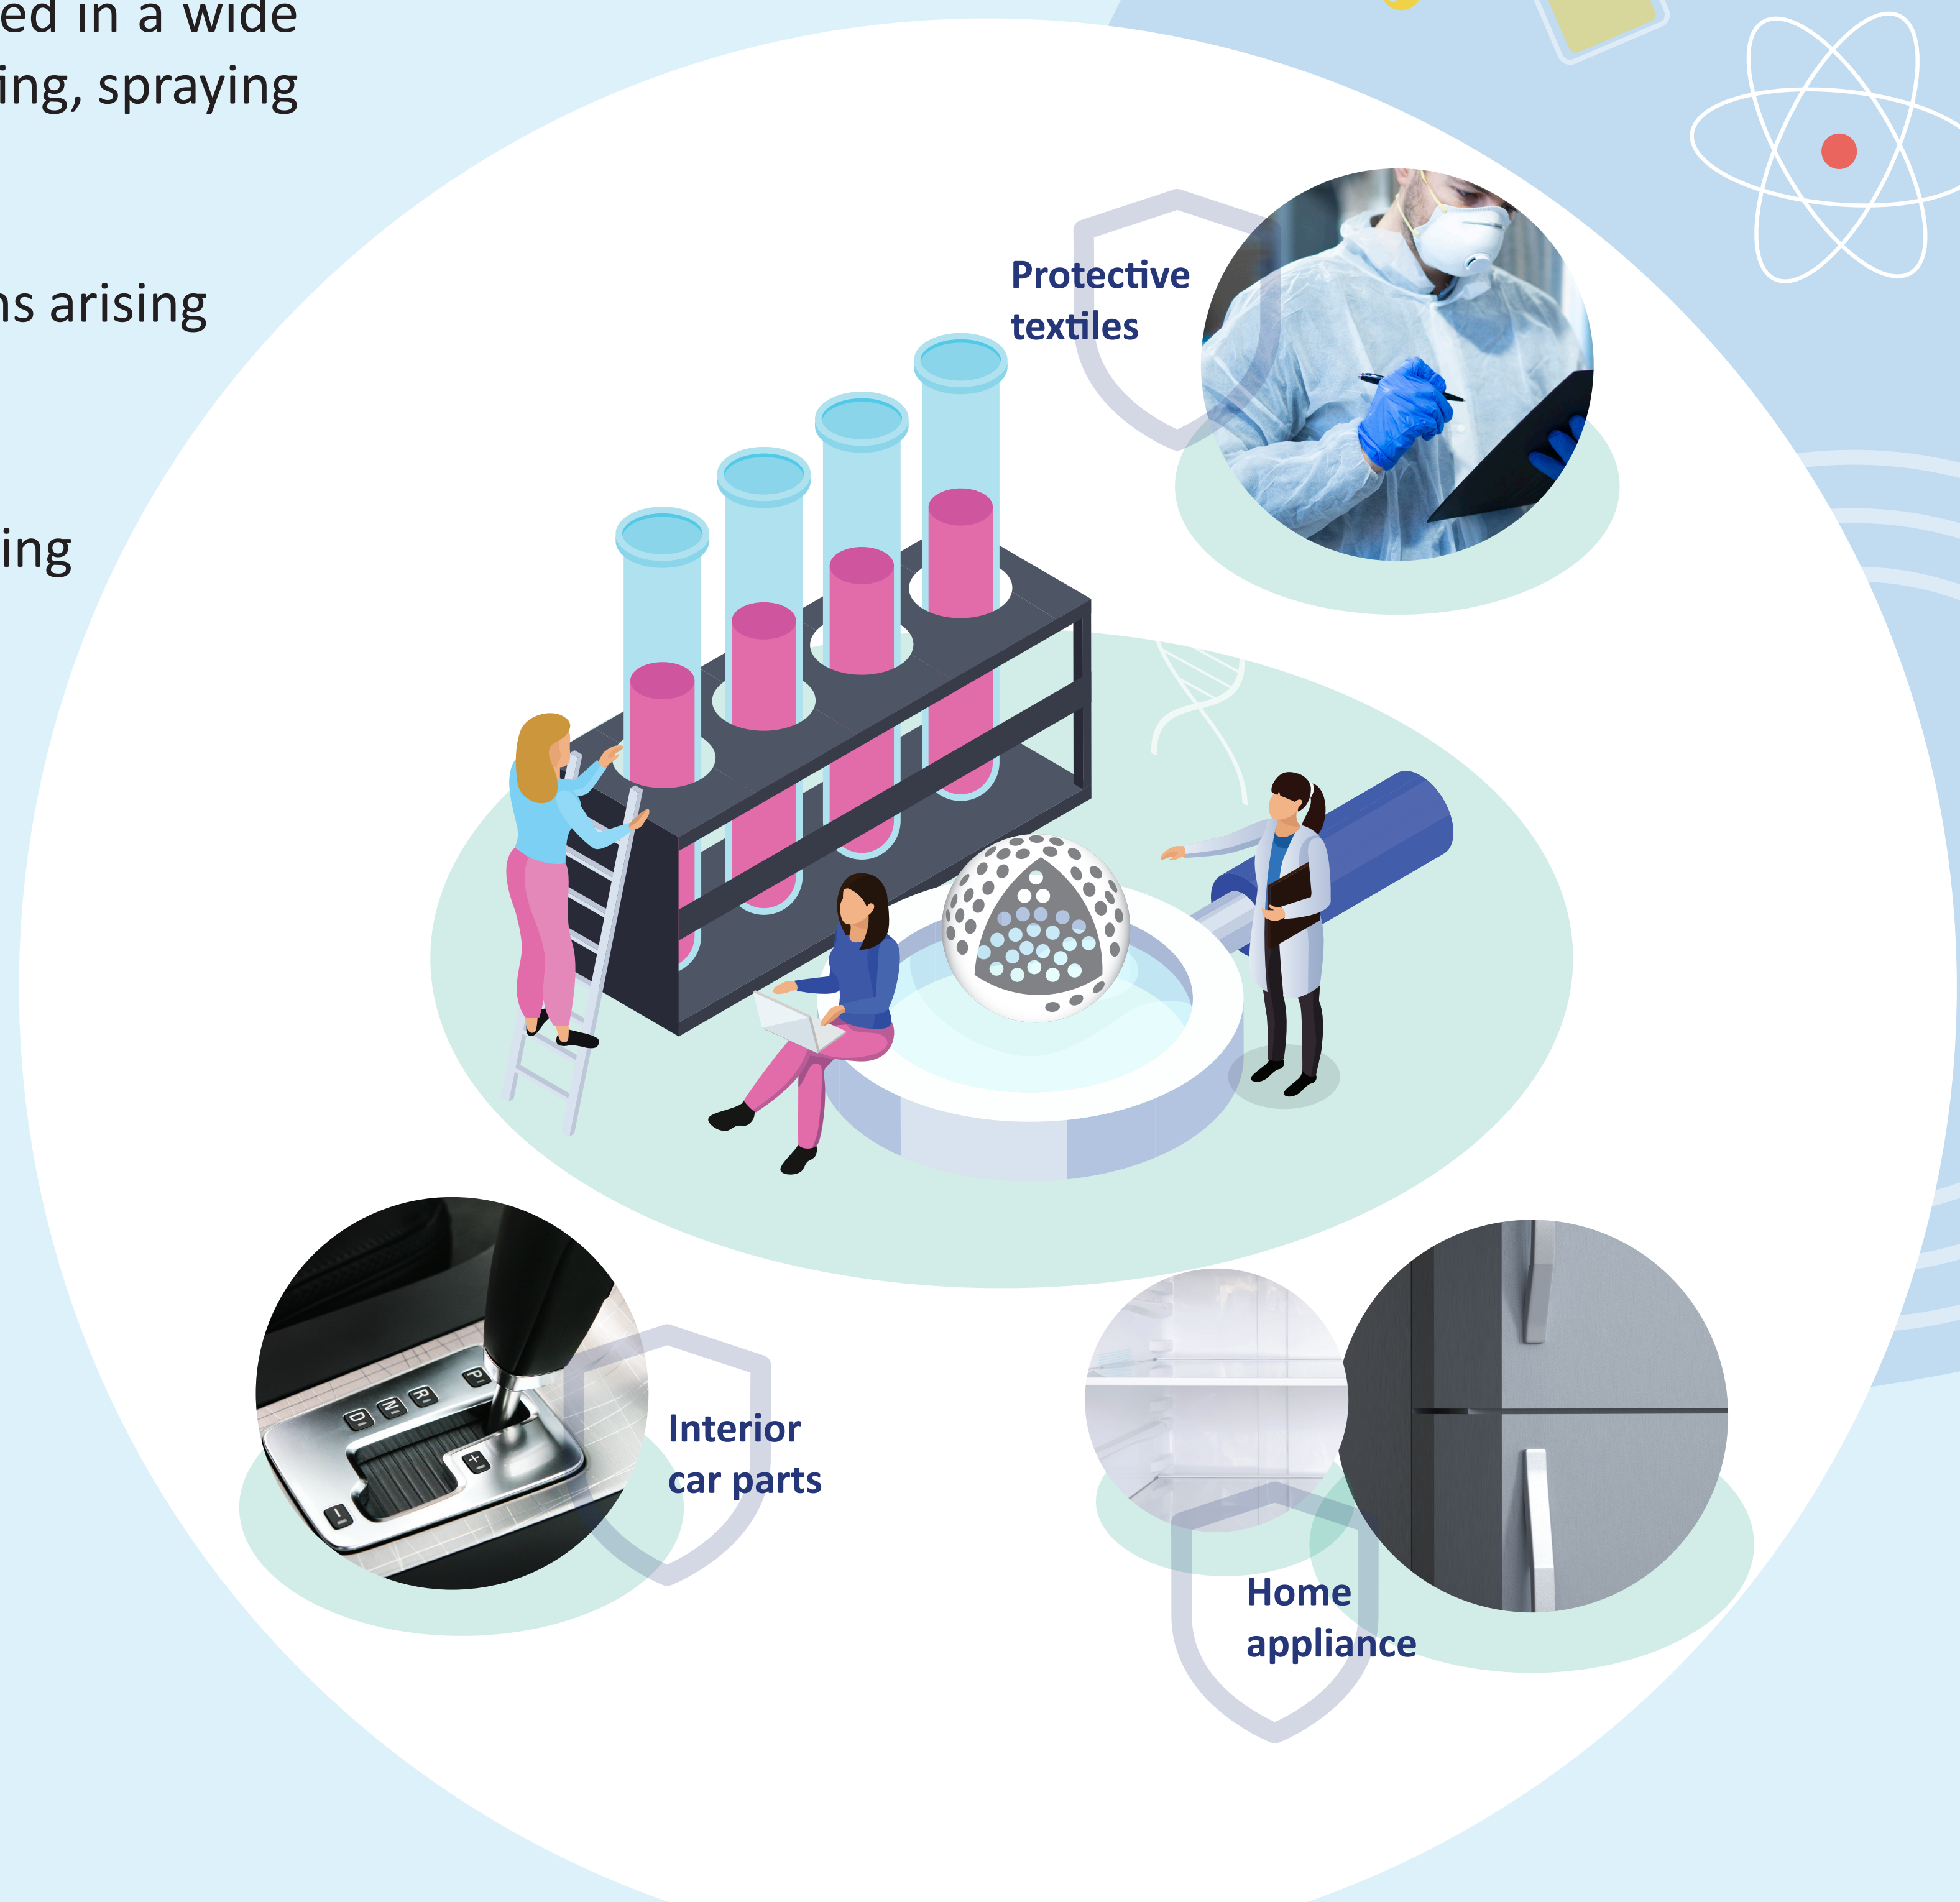 ed in a wide
ing, spraying
ns arising
ing
Protective
textiles
P
R
N
D
+
Interior
car parts
Home
appliance